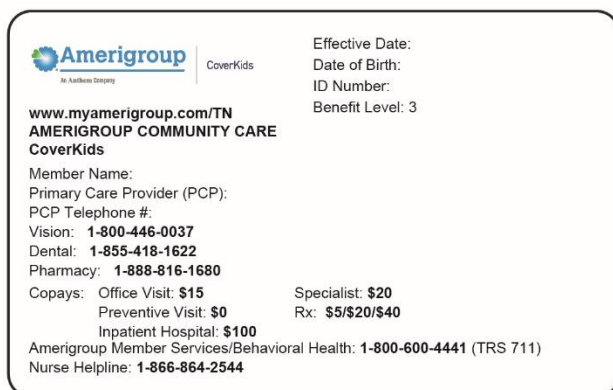 Amerigroup
An Anthem Company
CoverKids
Effective Date:
Date of Birth:
ID Number:
Benefit Level: 3
www.myamerigroup.com/TN
AMERIGROUP COMMUNITY CARE
CoverKids
Member Name:
Primary Care Provider (PCP):
PCP Telephone #:
Vision: 1-800-446-0037
Dental: 1-855-418-1622
Pharmacy: 1-888-816-1680
Copays: Office Visit: $15 Specialist: $20
Preventive Visit: $0 Rx: $5/$20/$40
Inpatient Hospital: $100
Amerigroup Member Services/Behavioral Health: 1-800-600-4441 (TRS 711)
Nurse Helpline: 1-866-864-2544